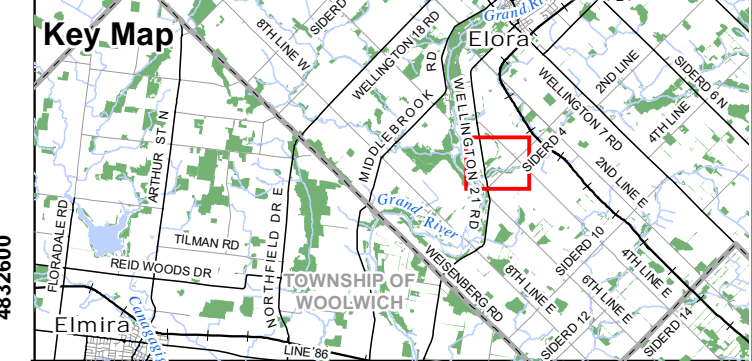 Key Map
8TH LINE W
SIDERD
WELLINGTON 18 RD
Grand Ri
Elora
MIDDLEBROOK RD
WELLINGTON 21 RD
WELLINGTON 7 RD
2ND LINE
SIDERD 6 N
4TH LINE
SIDERD 4
2ND LINE E
ARTHUR ST N
FLORADALE RD
TILMAN RD
REID WOODS DR
NORTHFIELD DR E
Grand River
WEISENBERG RD
SIDERD 10
4TH LINE E
8TH LINE E
6TH LINE E
SIDERD 12
SIDERD 14
TOWNSHIP OF
WOOLWICH
Elmira
Canagagi
LINE 86
4832600